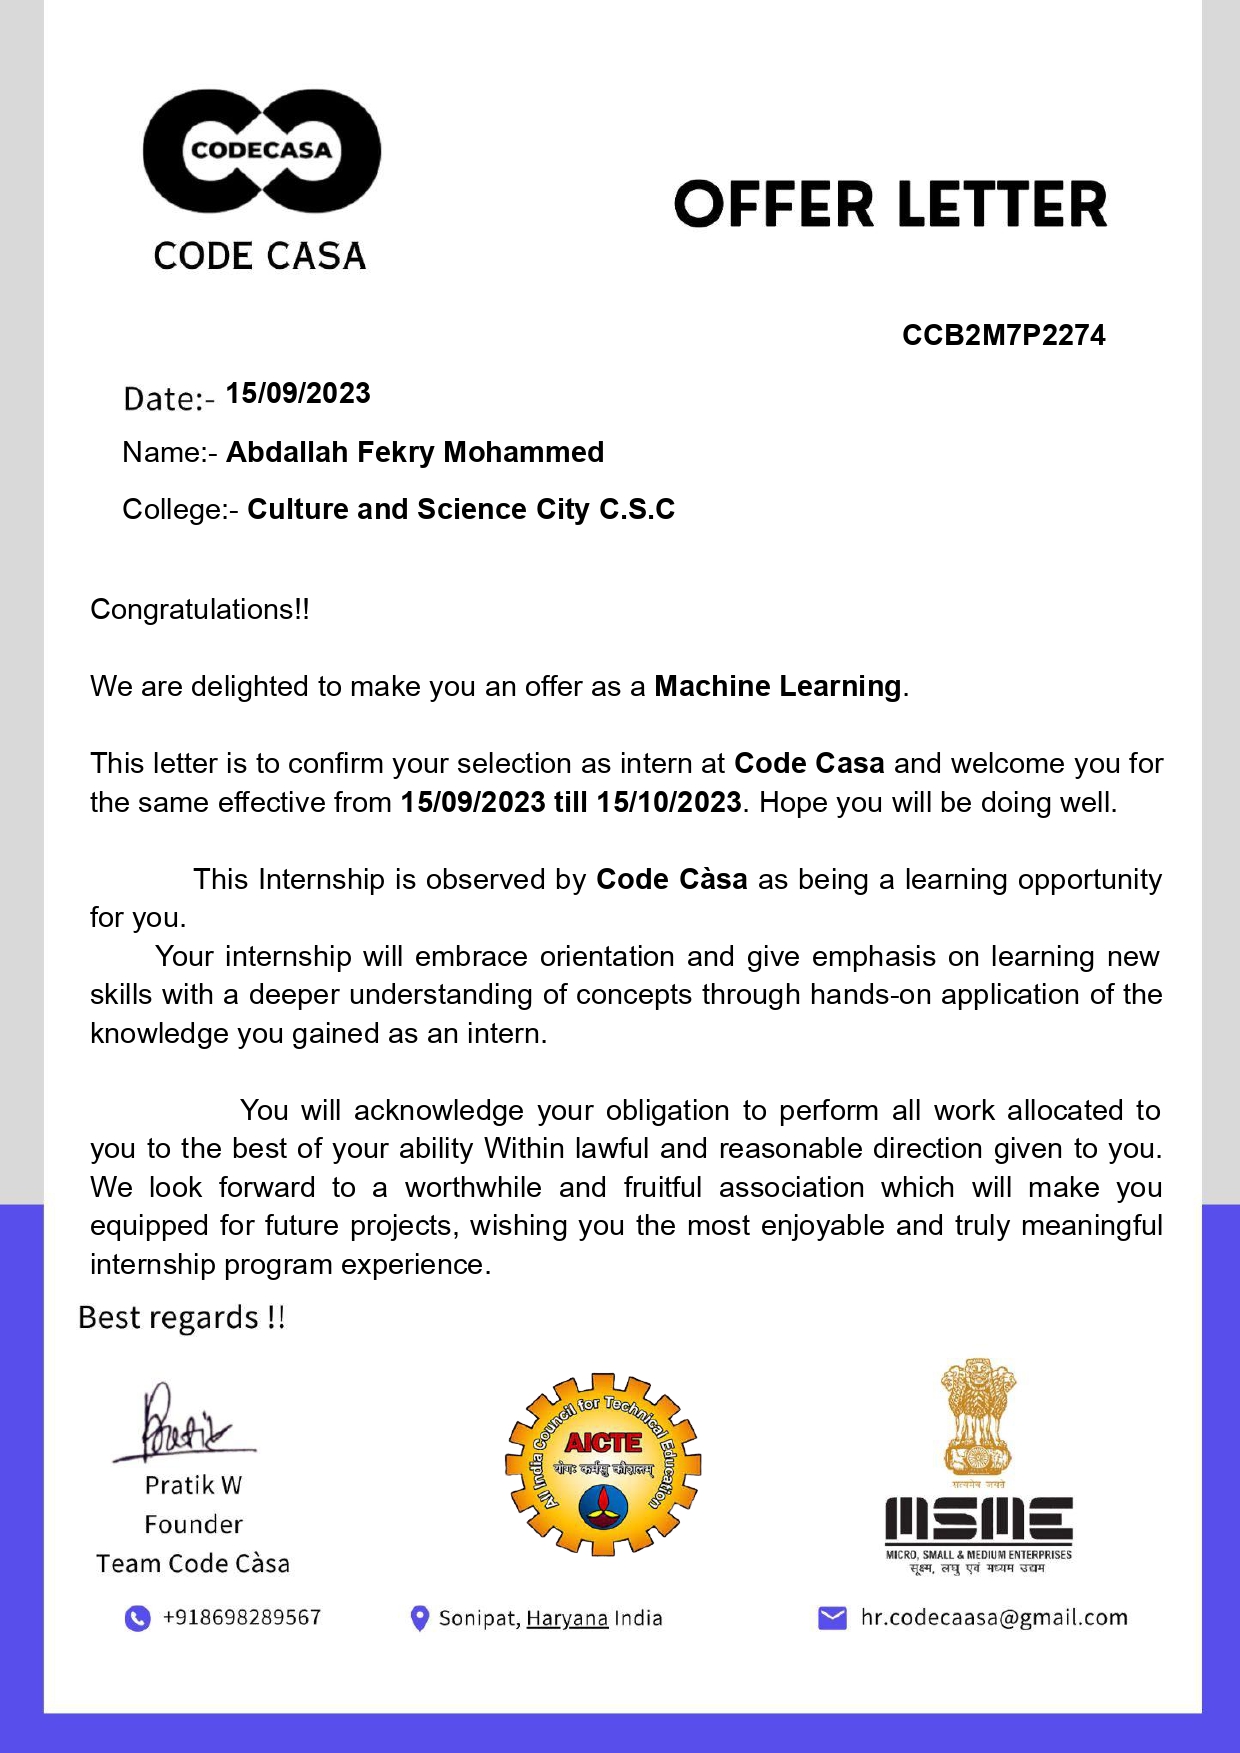 CODECASA
CODE CASA
OFFER LETTER
CCB2M7P2274
Date:- 15/09/2023
Name:- Abdallah Fekry Mohammed
College:- Culture and Science City C.S.C
Congratulations!!
We are delighted to make you an offer as a Machine Learning.
This letter is to confirm your selection as intern at Code Casa and welcome you for
the same effective from 15/09/2023 till 15/10/2023. Hope you will be doing well.
This Internship is observed by Code Càsa as being a learning opportunity
for you.
Your internship will embrace orientation and give emphasis on learning new
skills with a deeper understanding of concepts through hands-on application of the
knowledge you gained as an intern.
You will acknowledge your obligation to perform all work allocated to
you to the best of your ability Within lawful and reasonable direction given to you.
We look forward to a worthwhile and fruitful association which will make you
equipped for future projects, wishing you the most enjoyable and truly meaningful
internship program experience.
Best regards !!
Pratik
Pratik W
Founder
Team Code Càsa
All India Council for Technical Education
AICTE
योगः कर्मसु कौशलम्
सत्यमेव जयते
MSME
MICRO, SMALL & MEDIUM ENTERPRISES
सूक्ष्म, लघु एवं मध्यम उद्यम
+918698289567
Sonipat, Haryana India
hr.codecaasa@gmail.com